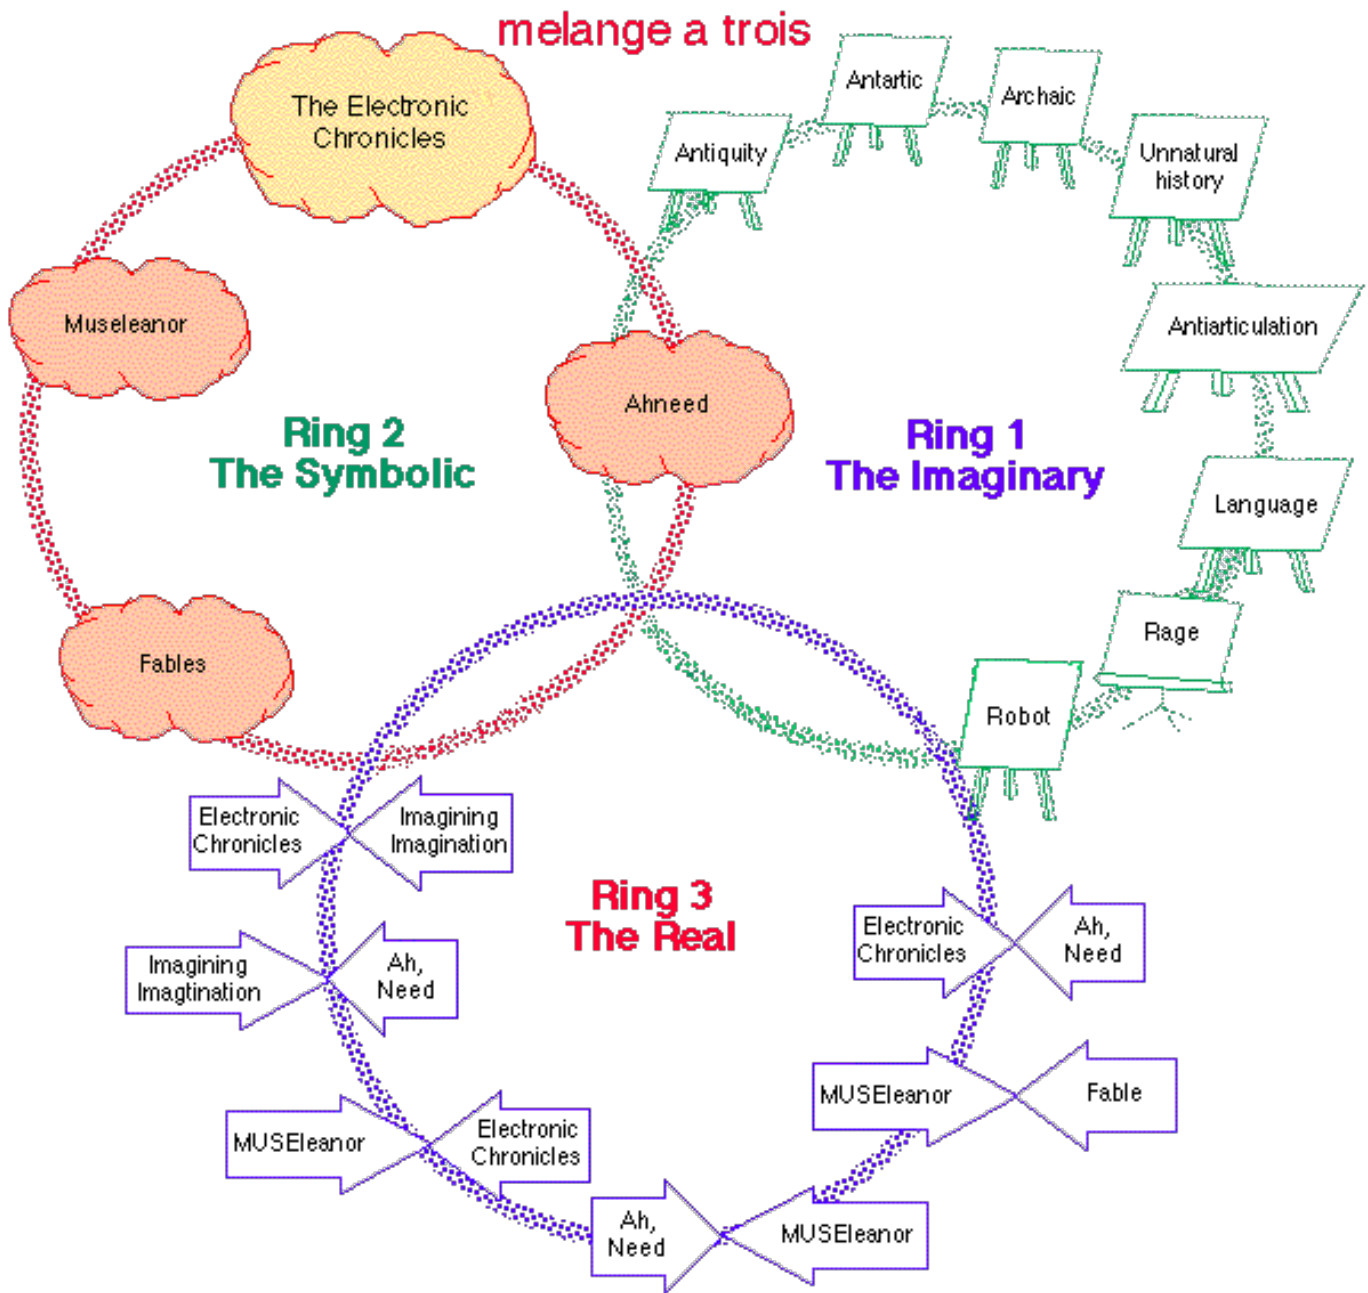 melange a trois
The Electronic
Chronicles
Museleanor
Ahneed
Fables
Ring 2
The Symbolic
Antiquity
Antartic
Archaic
Unnatural
history
Antiarticulation
Language
Rage
Robot
Ring 1
The Imaginary
Ring 3
The Real
Electronic
Chronicles
Imagining
Imagination
Imagining
Imagtination
Ah,
Need
MUSEleanor
Electronic
Chronicles
Ah,
Need
MUSEleanor
MUSEleanor
Fable
Electronic
Chronicles
Ah,
Need